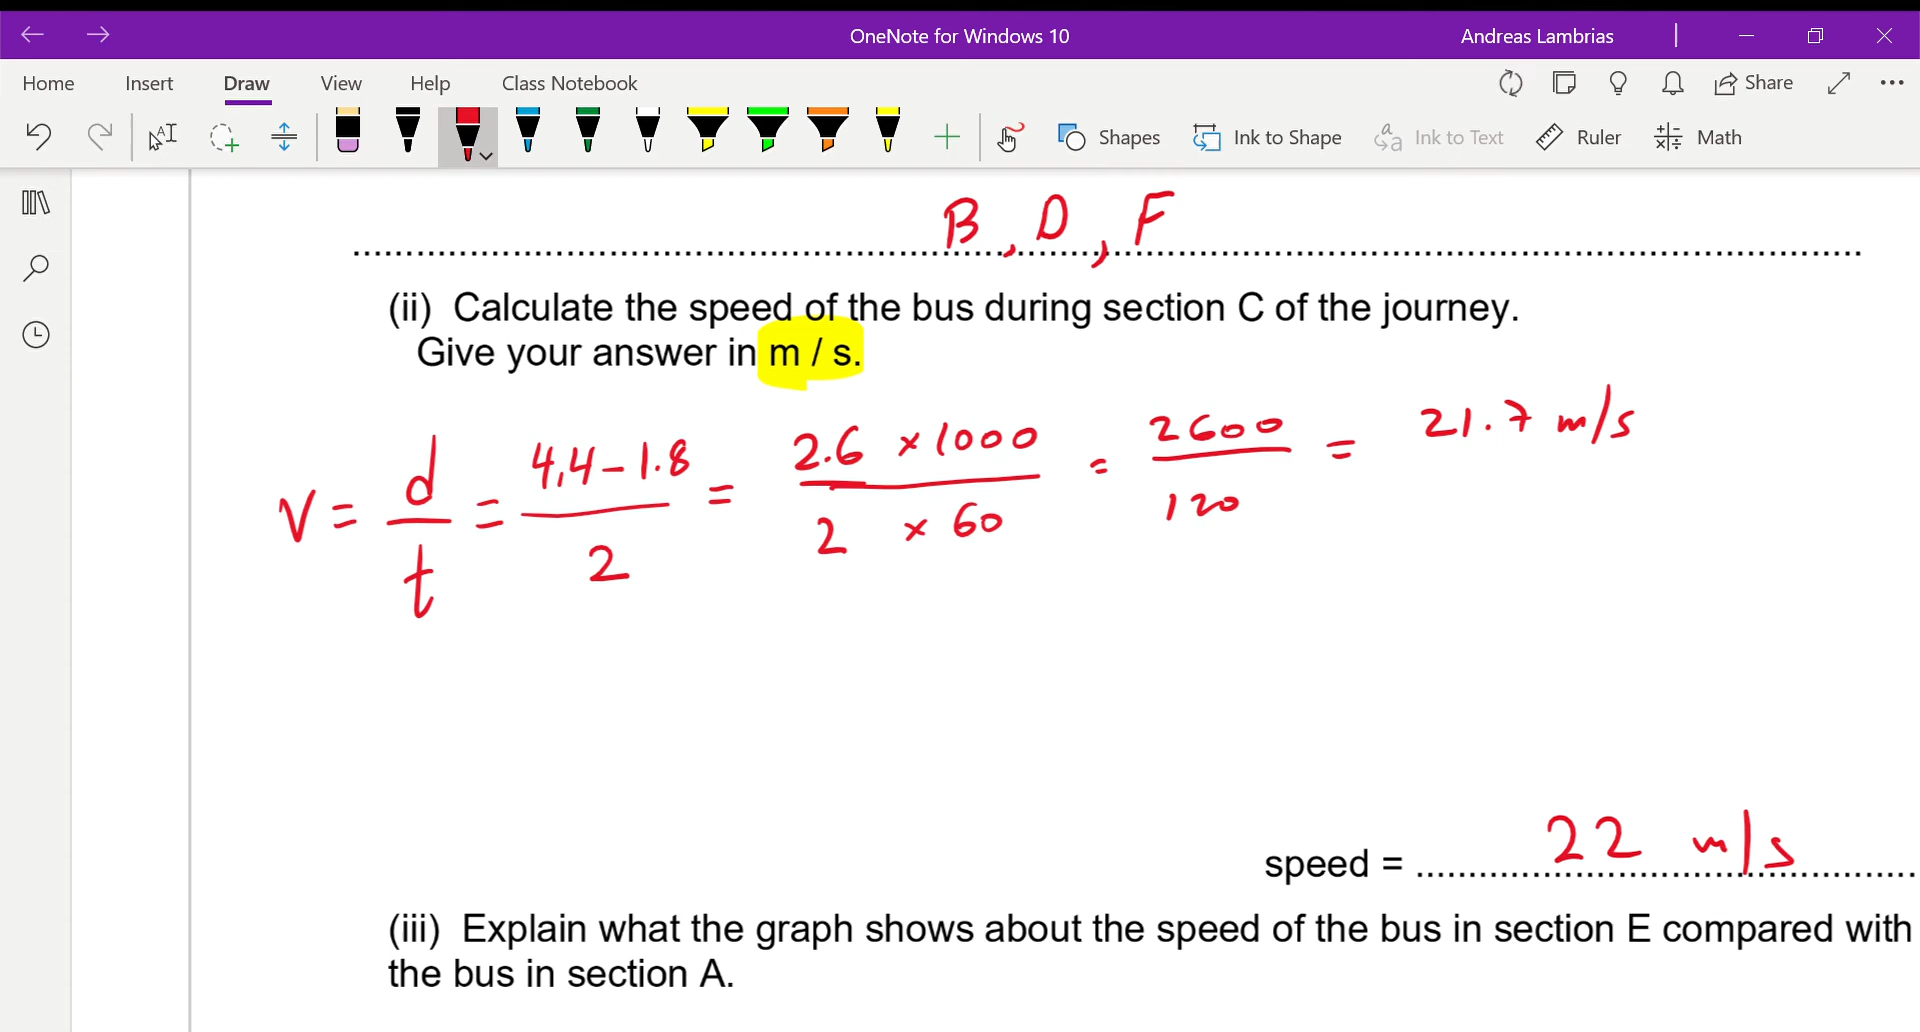 OneNote for Windows 10
Andreas Lambrias
Home Insert Draw View Help Class Notebook Share
Shapes Ink to Shape Ink to Text Ruler Math
B, D, F
(ii) Calculate the speed of the bus during section C of the journey.
Give your answer in m / s.
V = d/t = 4.4 - 1.8 / 2 = 2.6 × 1000 / 2 × 60 = 2600 / 120 = 21.7 m/s
speed = 22 m/s
(iii) Explain what the graph shows about the speed of the bus in section E compared with
the bus in section A.